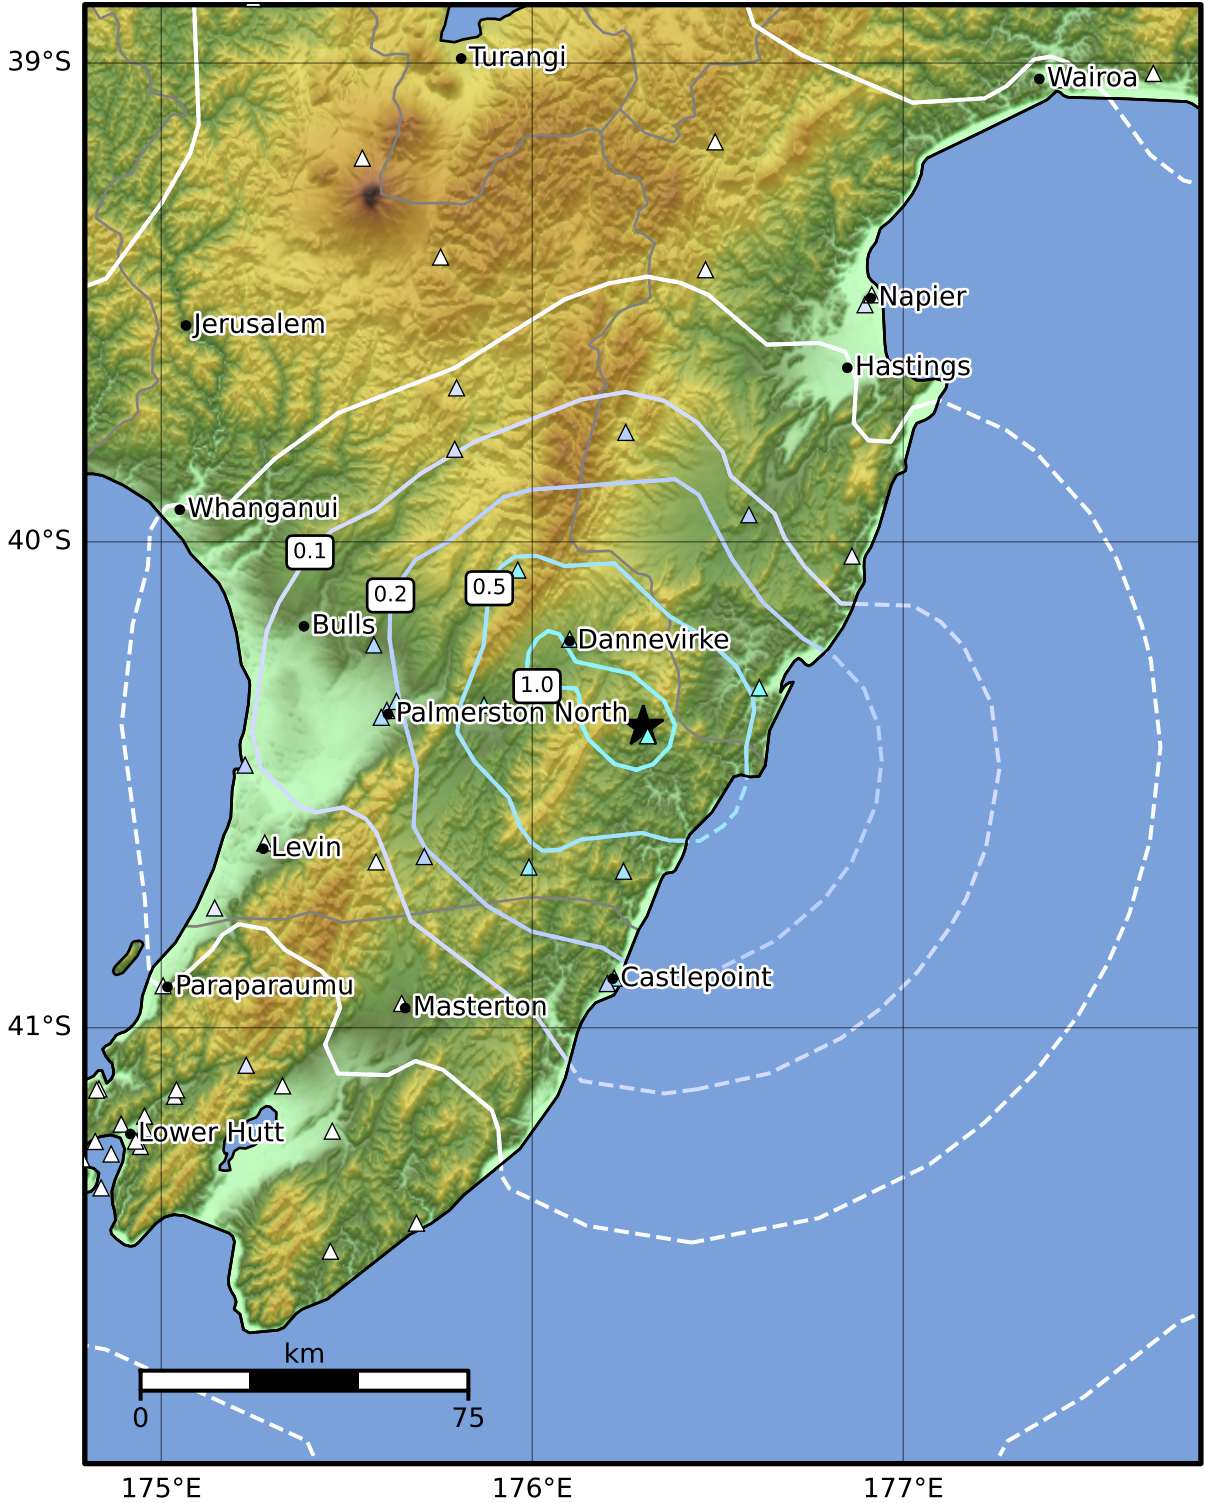 Turangi
39°S
Wairoa
Napier
Jerusalem
Hastings
Whanganui
40°S
0.1
0.2
0.5
Bulls
Dannevirke
1.0
Palmerston North
Levin
Castlepoint
Paraparaumu
Masterton
41°S
Lower Hutt
km
0
75
175°E
176°E
177°E